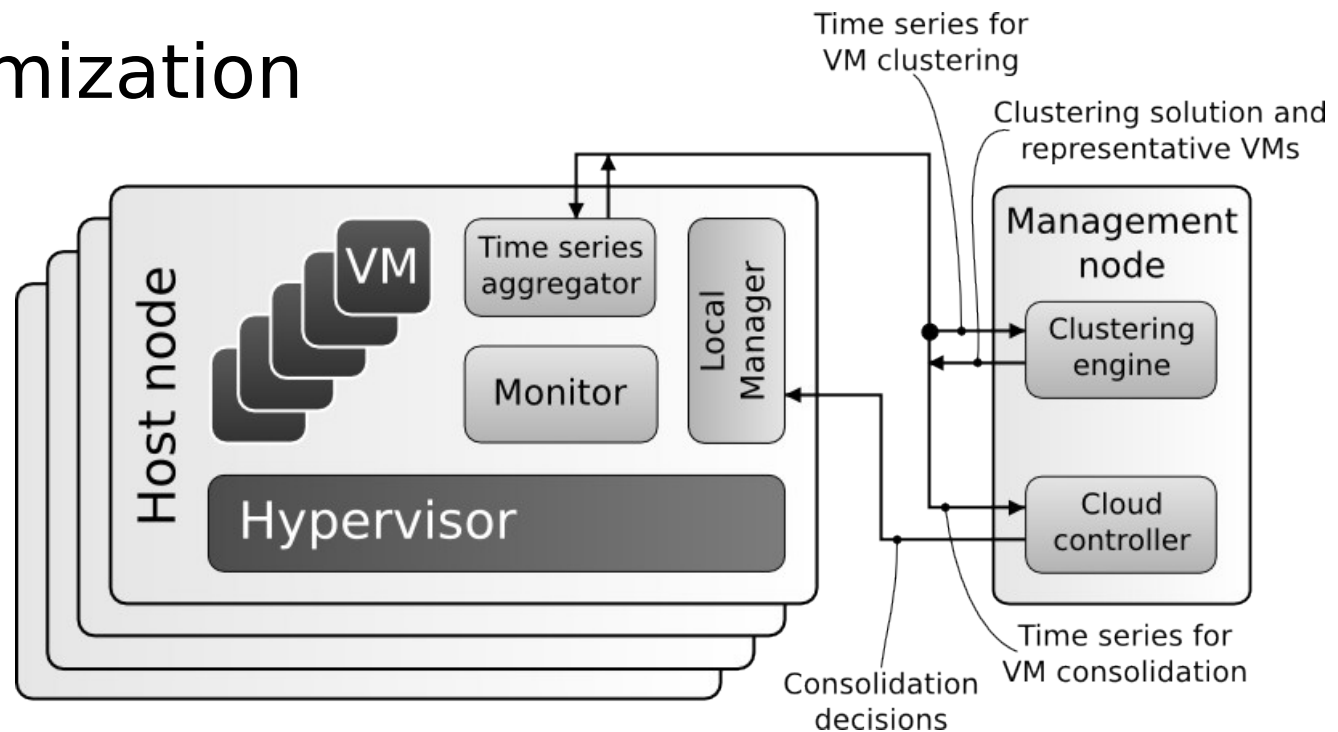 mization
Time series for
VM clustering
Clustering solution and
representative VMs
Host node
VM
Time series
aggregator
Monitor
Local
Manager
Hypervisor
Management
node
Clustering
engine
Cloud
controller
Time series for
VM consolidation
Consolidation
decisions